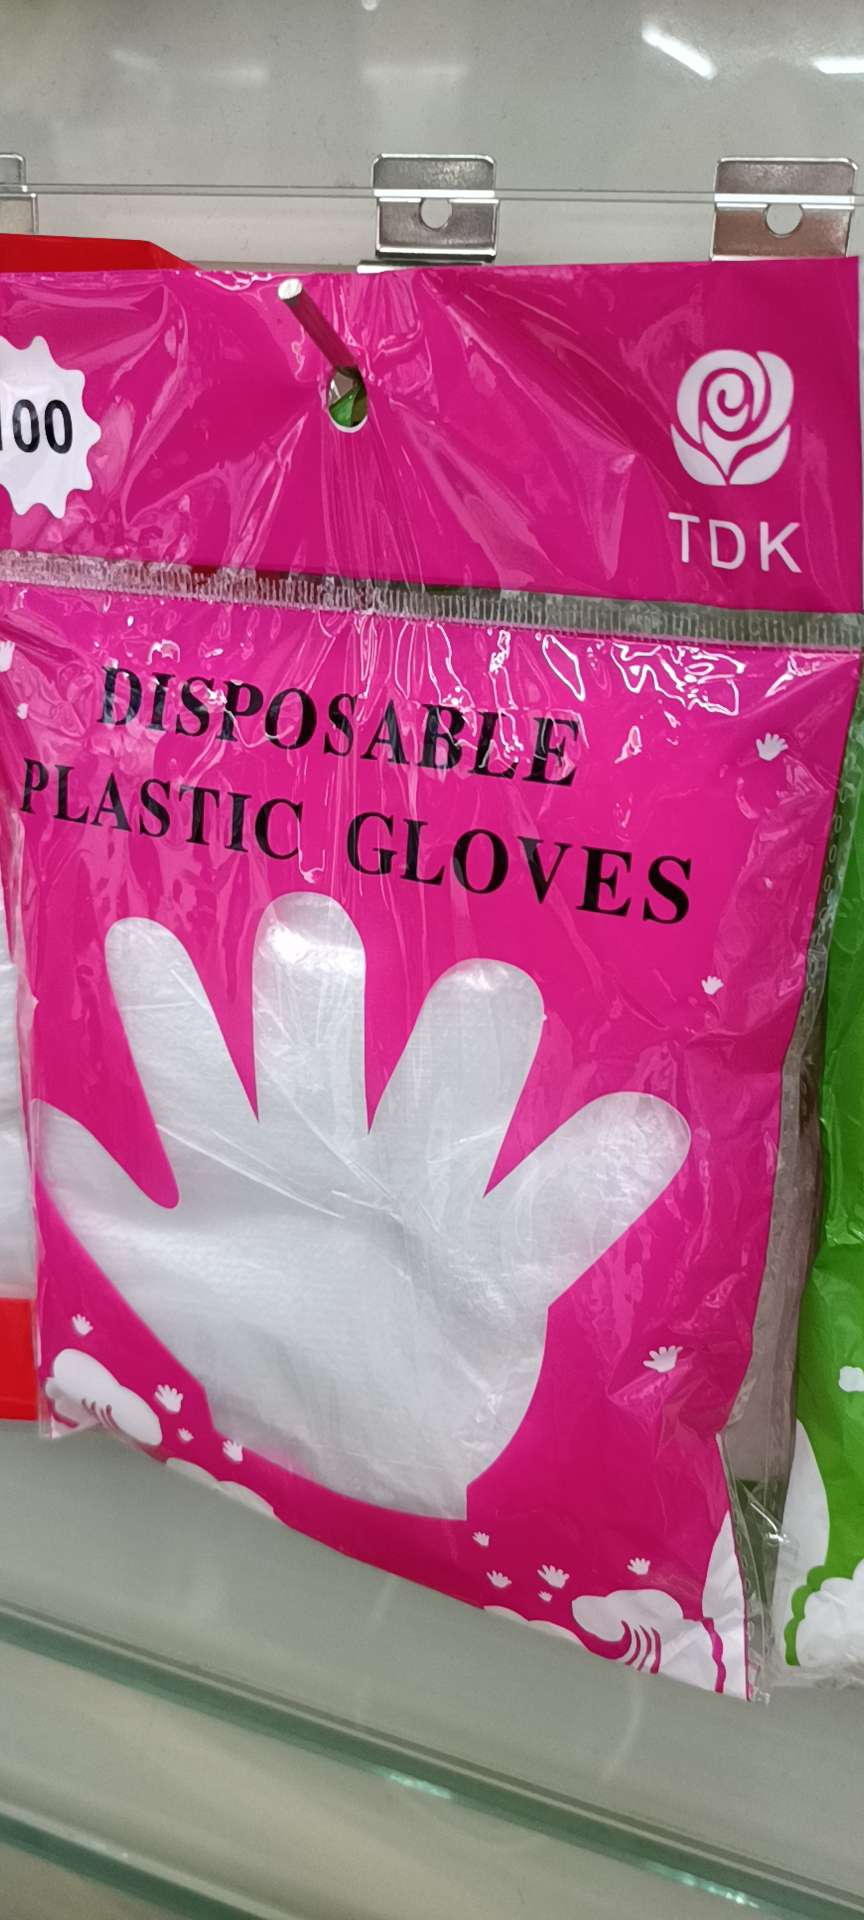 100
TDK
DISPOSABLE
PLASTIC GLOVES